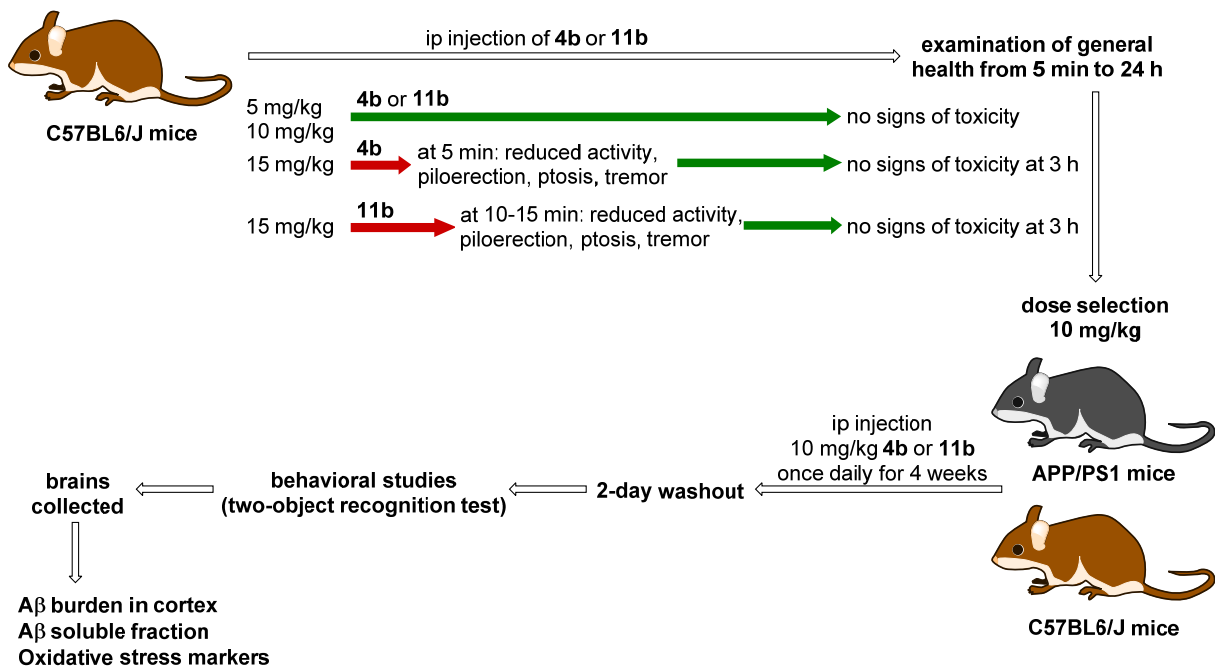 ip injection of 4b or 11b
examination of general
health from 5 min to 24 h
C57BL6/J mice
5 mg/kg
10 mg/kg
4b or 11b
no signs of toxicity
15 mg/kg
4b
at 5 min: reduced activity,
piloerection, ptosis, tremor
no signs of toxicity at 3 h
15 mg/kg
11b
at 10-15 min: reduced activity,
piloerection, ptosis, tremor
no signs of toxicity at 3 h
dose selection
10 mg/kg
APP/PS1 mice
C57BL6/J mice
ip injection
10 mg/kg 4b or 11b
once daily for 4 weeks
2-day washout
behavioral studies
(two-object recognition test)
brains
collected
Aβ burden in cortex
Aβ soluble fraction
Oxidative stress markers